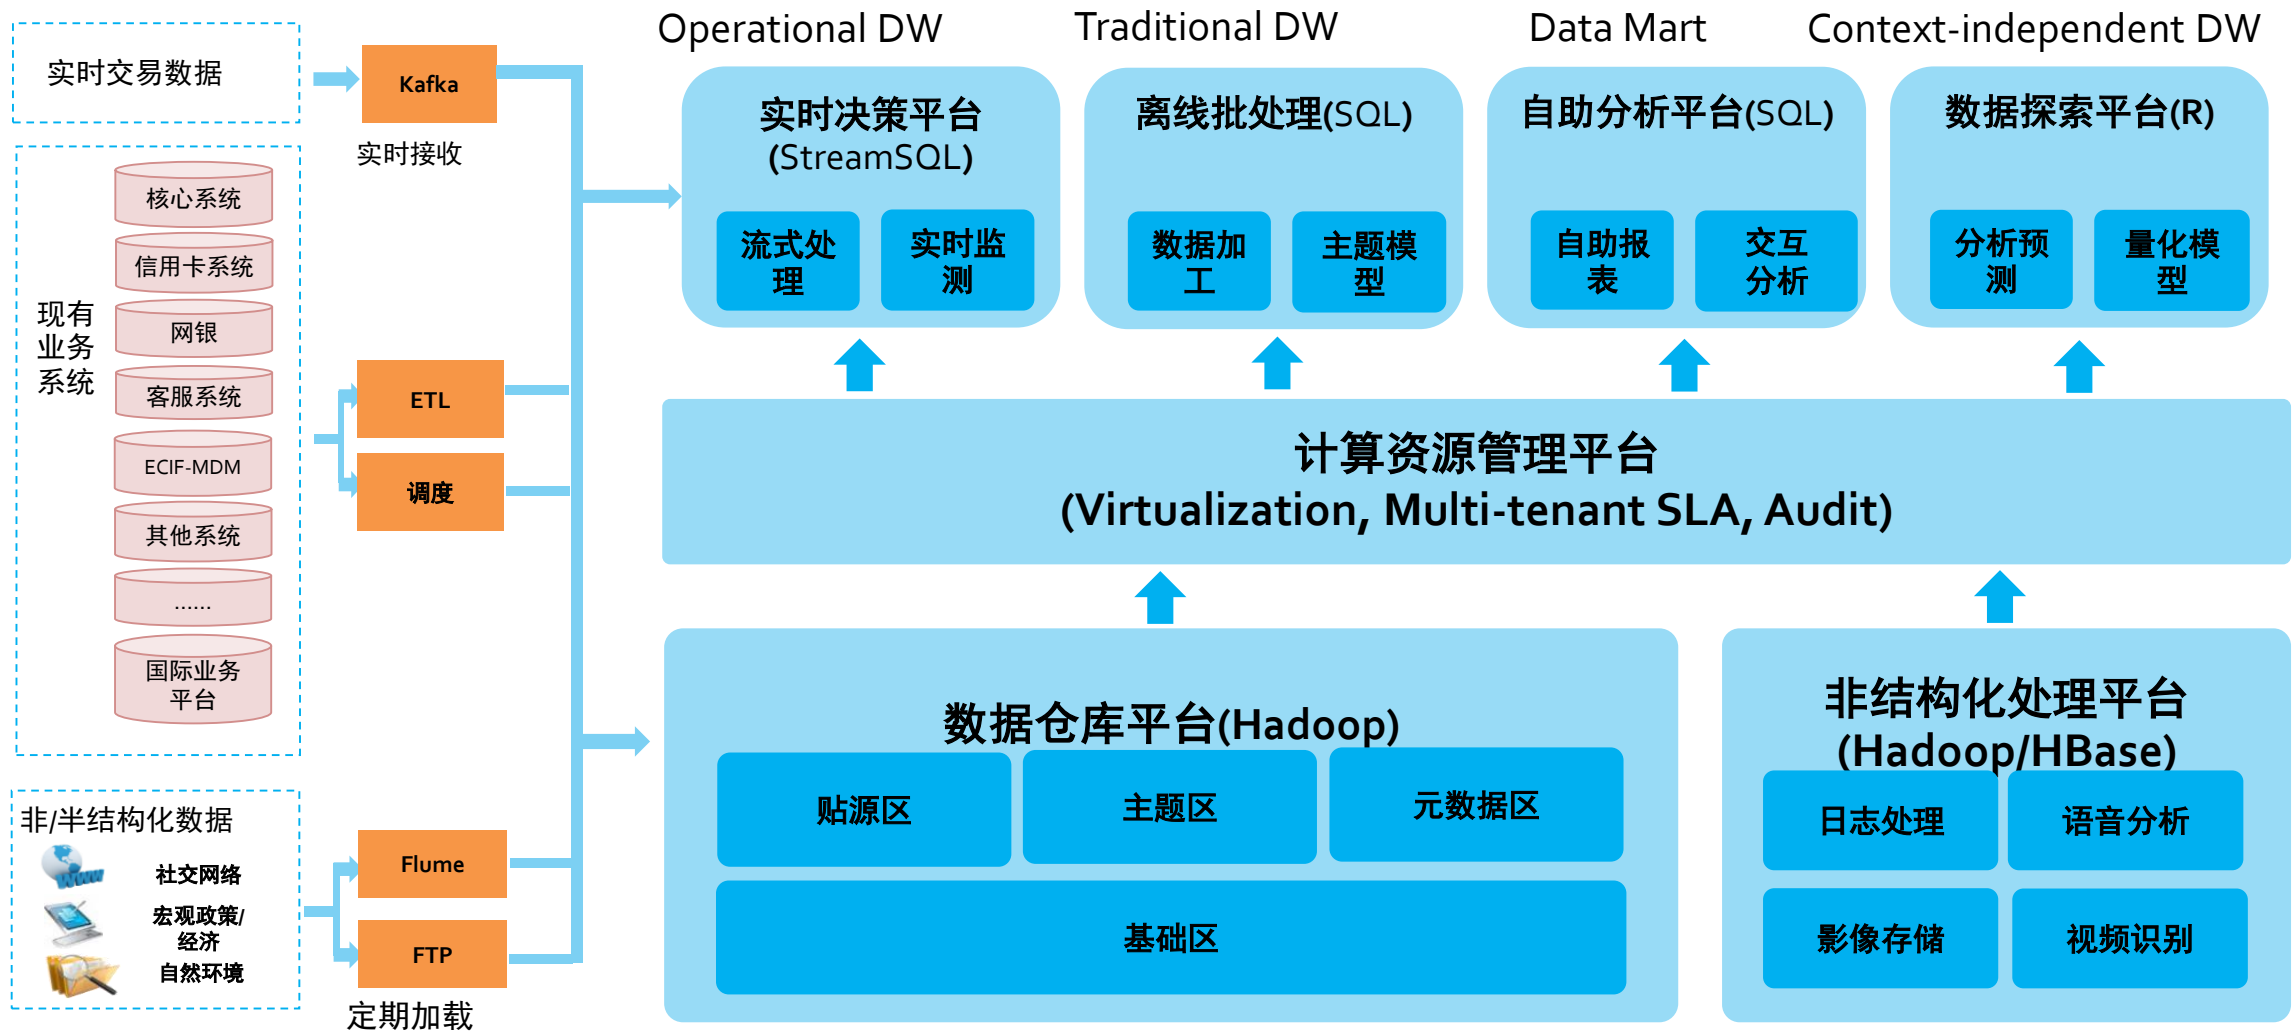 Operational DW
Traditional DW
Data Mart
Context-independent DW
实时交易数据
Kafka
实时接收
现有
业务
系统
核心系统
信用卡系统
网银
客服系统
ECIF-MDM
其他系统
......
国际业务
平台
ETL
调度
非/半结构化数据
www
社交网络
宏观政策/
经济
自然环境
Flume
FTP
定期加载
实时决策平台
(StreamSQL)
流式处
理
实时监
测
离线批处理(SQL)
数据加
工
主题模
型
自助分析平台(SQL)
自助报
表
交互
分析
数据探索平台(R)
分析预
测
量化模
型
计算资源管理平台
(Virtualization, Multi-tenant SLA, Audit)
数据仓库平台(Hadoop)
贴源区
主题区
元数据区
基础区
非结构化处理平台
(Hadoop/HBase)
日志处理
语音分析
影像存储
视频识别